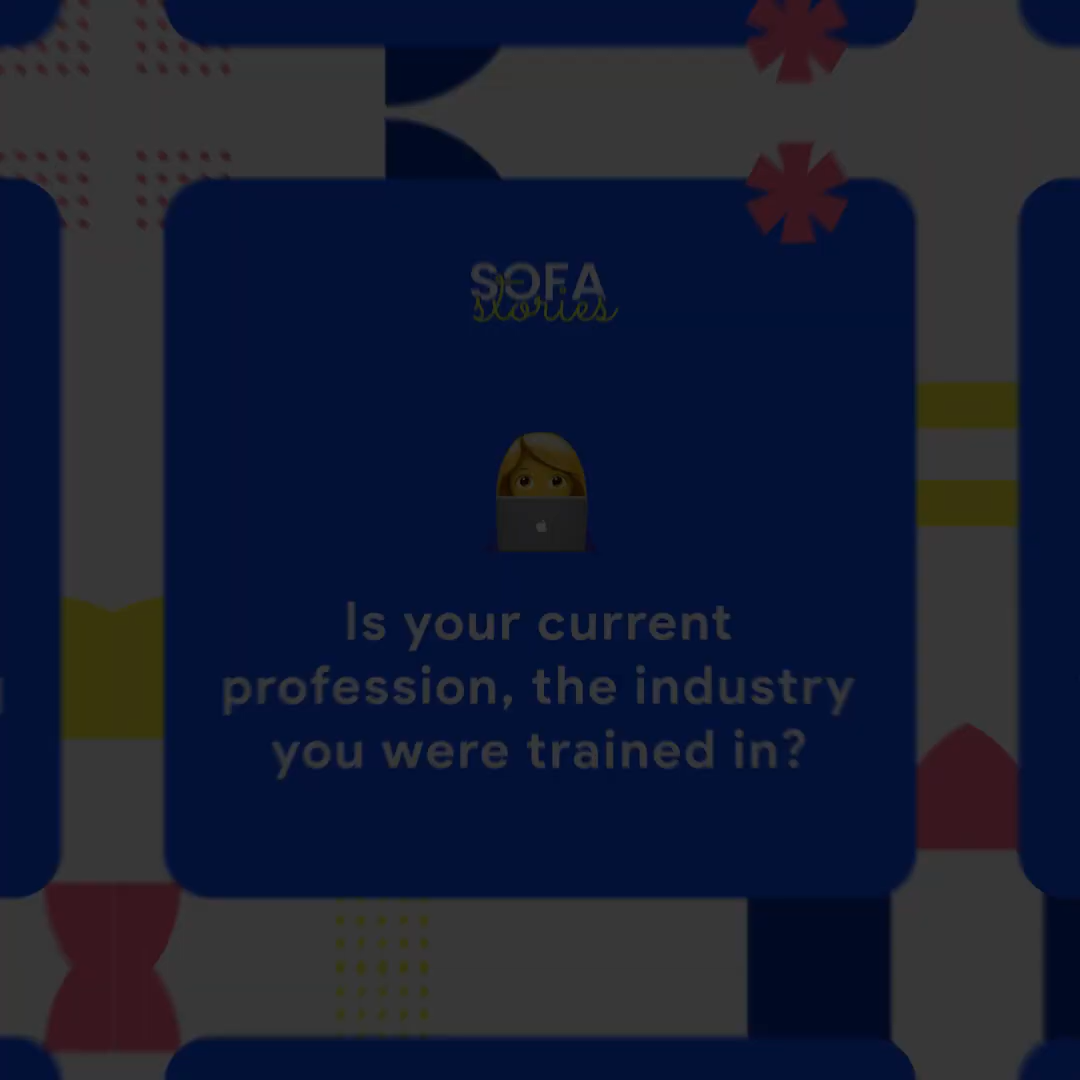 SOFA
stories
Is your current
profession, the industry
you were trained in?